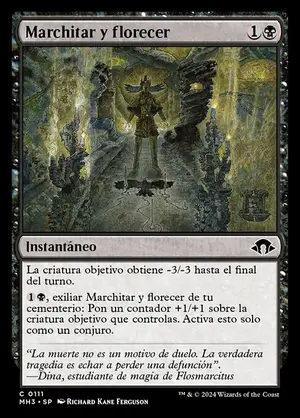 Marchitar y florecer 1
Instantáneo
La criatura objetivo obtiene -3/-3 hasta el final
del turno.
1, exiliar Marchitar y florecer de tu
cementerio: Pon un contador +1/+1 sobre la
criatura objetivo que controlas. Activa esto solo
como un conjuro.
“La muerte no es un motivo de duelo. La verdadera
tragedia es echar a perder una defunción”.
—Dina, estudiante de magia de Flosmarcitus
C 0111
MH3 • SP Richard Kane Ferguson
™ & © 2024 Wizards of the Coast